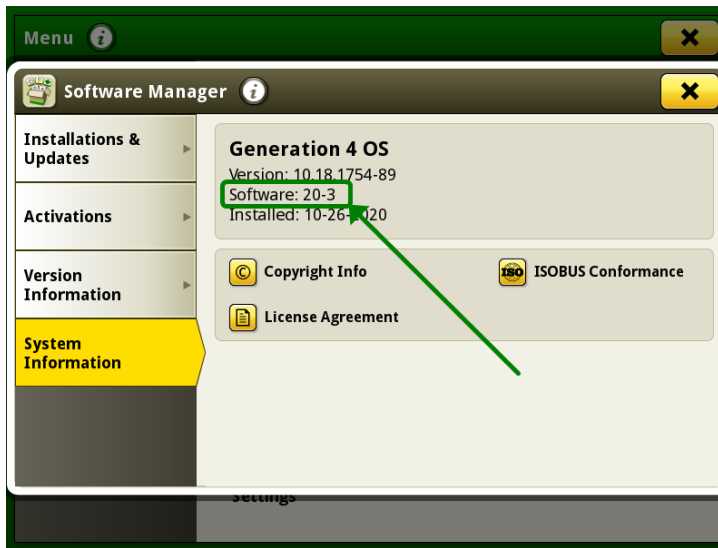 Menu
Software Manager
Installations &
Updates
Activations
Version
Information
System
Information
Generation 4 OS
Version: 10.18.1754-89
Software: 20-3
Installed: 10-26-2020
Copyright Info
ISO ISOBUS Conformance
License Agreement
Settings